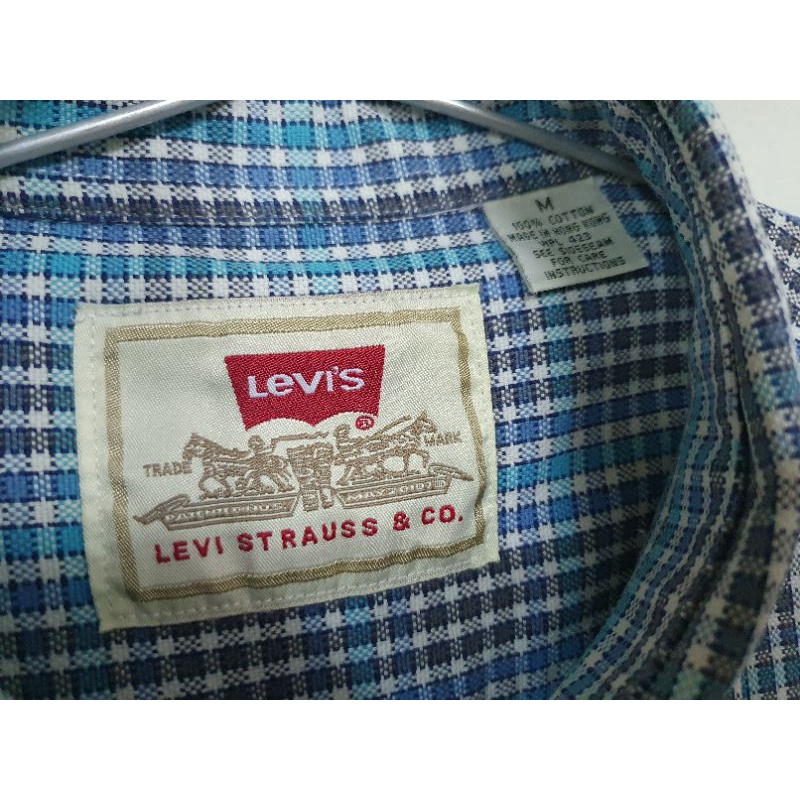 M
100% COTTON
MADE IN HONG KONG
WPL 423
SEE SIDESEAM
FOR CARE
INSTRUCTIONS
Levi's
®
TRADE MARK
LEVI STRAUSS & CO.